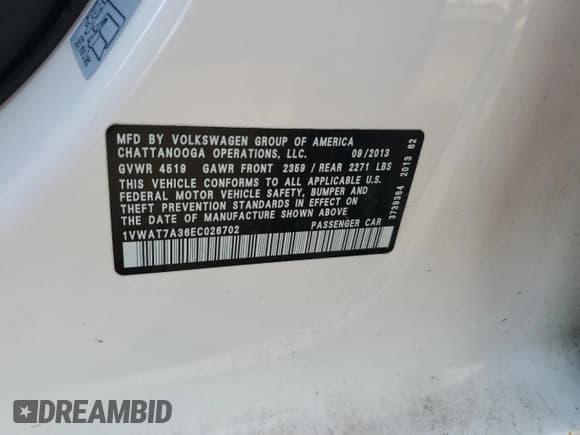 MFD BY VOLKSWAGEN GROUP OF AMERICA
CHATTANOOGA OPERATIONS, LLC. 09/2013
GVWR 4519 GAWR FRONT 2359 / REAR 2271 LBS
THIS VEHICLE CONFORMS TO ALL APPLICABLE U.S.
FEDERAL MOTOR VEHICLE SAFETY, BUMPER AND
THEFT PREVENTION STANDARDS IN EFFECT ON
THE DATE OF MANUFACTURE SHOWN ABOVE.
1VWAT7A36EC026702 PASSENGER CAR
3739384 2013 62
DREAMBID